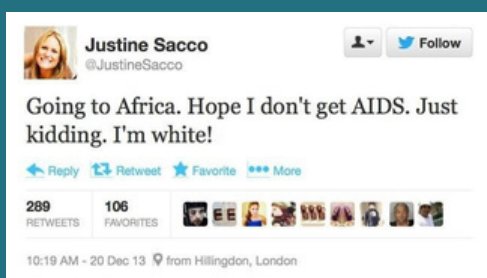 Justine Sacco
@JustineSacco
Follow
Going to Africa. Hope I don't get AIDS. Just
kidding. I'm white!
Reply Retweet Favorite More
289 106
RETWEETS FAVORITES
10:19 AM - 20 Dec 13 from Hillingdon, London